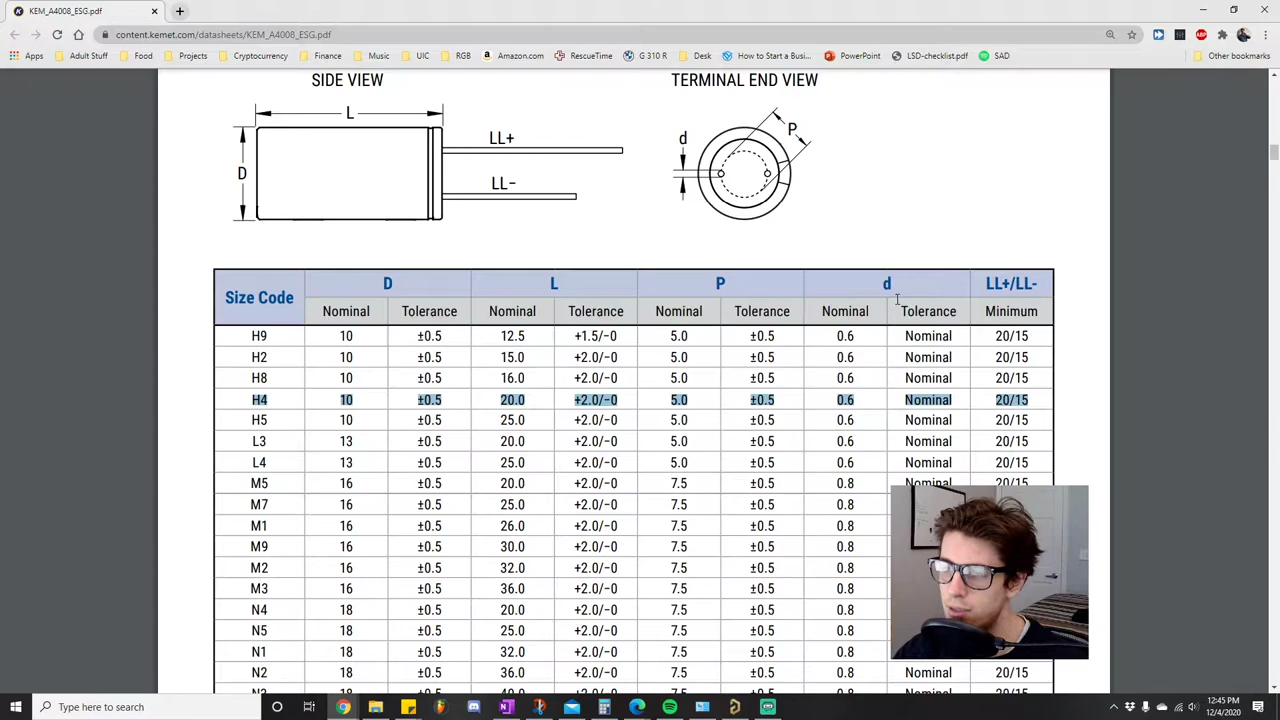 KEM_A4008_ESG.pdf
content.kemet.com/datasheets/KEM_A4008_ESG.pdf
Apps Adult Stuff Food Projects Cryptocurrency Finance Music UIC RGB Amazon.com RescueTime G 310 R Desk How to Start a Busi... PowerPoint LSD-checklist.pdf SAD Other bookmarks
SIDE VIEW TERMINAL END VIEW
L
P
d
LL+
D
LL−
Size Code D L P d LL+/LL-
Nominal Tolerance Nominal Tolerance Nominal Tolerance Nominal Tolerance Minimum
H9 10 ±0.5 12.5 +1.5/−0 5.0 ±0.5 0.6 Nominal 20/15
H2 10 ±0.5 15.0 +2.0/−0 5.0 ±0.5 0.6 Nominal 20/15
H8 10 ±0.5 16.0 +2.0/−0 5.0 ±0.5 0.6 Nominal 20/15
H4 10 ±0.5 20.0 +2.0/−0 5.0 ±0.5 0.6 Nominal 20/15
H5 10 ±0.5 25.0 +2.0/−0 5.0 ±0.5 0.6 Nominal 20/15
L3 13 ±0.5 20.0 +2.0/−0 5.0 ±0.5 0.6 Nominal 20/15
L4 13 ±0.5 25.0 +2.0/−0 5.0 ±0.5 0.6 Nominal 20/15
M5 16 ±0.5 20.0 +2.0/−0 7.5 ±0.5 0.8 Nominal 20/15
M7 16 ±0.5 25.0 +2.0/−0 7.5 ±0.5 0.8
M1 16 ±0.5 26.0 +2.0/−0 7.5 ±0.5 0.8
M9 16 ±0.5 30.0 +2.0/−0 7.5 ±0.5 0.8
M2 16 ±0.5 32.0 +2.0/−0 7.5 ±0.5 0.8
M3 16 ±0.5 36.0 +2.0/−0 7.5 ±0.5 0.8
N4 18 ±0.5 20.0 +2.0/−0 7.5 ±0.5 0.8
N5 18 ±0.5 25.0 +2.0/−0 7.5 ±0.5 0.8
N1 18 ±0.5 32.0 +2.0/−0 7.5 ±0.5 0.8
N2 18 ±0.5 36.0 +2.0/−0 7.5 ±0.5 0.8 Nominal 20/15
Type here to search
12:45 PM
12/4/2020